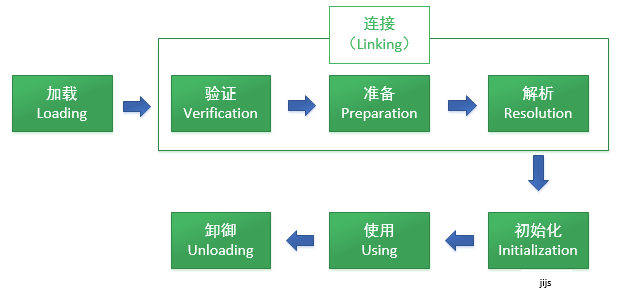 连接
（Linking）
加载
Loading
验证
Verification
准备
Preparation
解析
Resolution
卸御
Unloading
使用
Using
初始化
Initialization
jijs